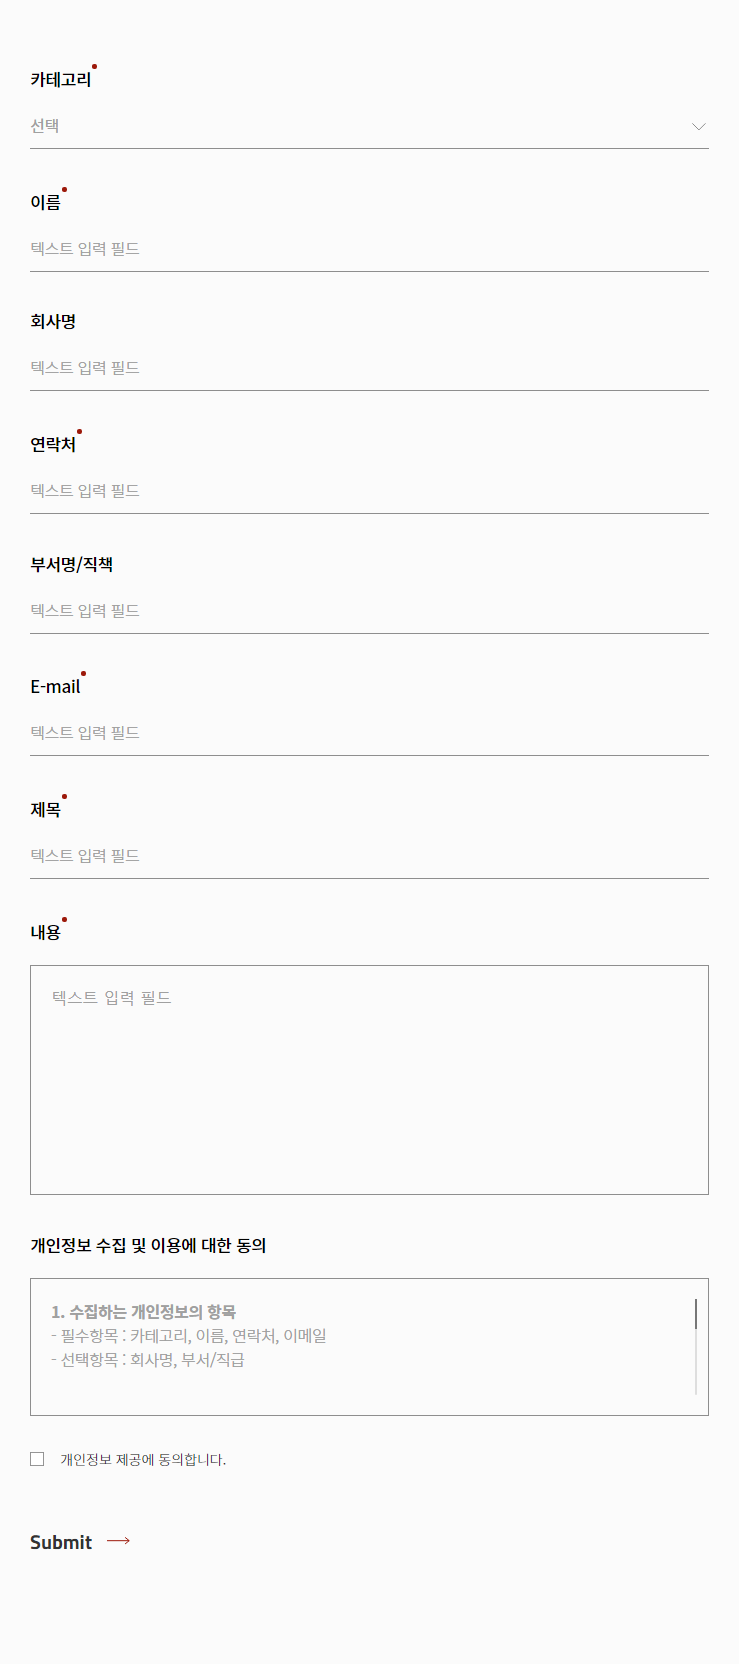 카테고리
선택
이름
텍스트 입력 필드
회사명
텍스트 입력 필드
연락처
텍스트 입력 필드
부서명/직책
텍스트 입력 필드
E-mail
텍스트 입력 필드
제목
텍스트 입력 필드
내용
텍스트 입력 필드
개인정보 수집 및 이용에 대한 동의
1. 수집하는 개인정보의 항목
- 필수항목 : 카테고리, 이름, 연락처, 이메일
- 선택항목 : 회사명, 부서/직급
개인정보 제공에 동의합니다.
Submit